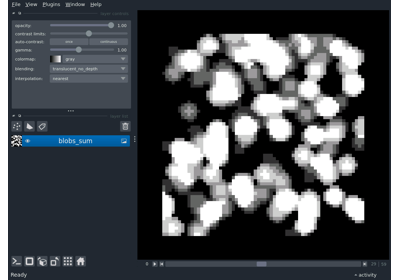 File View Plugins Window Help
opacity: 1.00
contrast limits:
auto-contrast: once continuous
gamma: 1.00
colormap: gray
blending: translucent_no_depth
interpolation: nearest
blobs_sum
Ready
activity